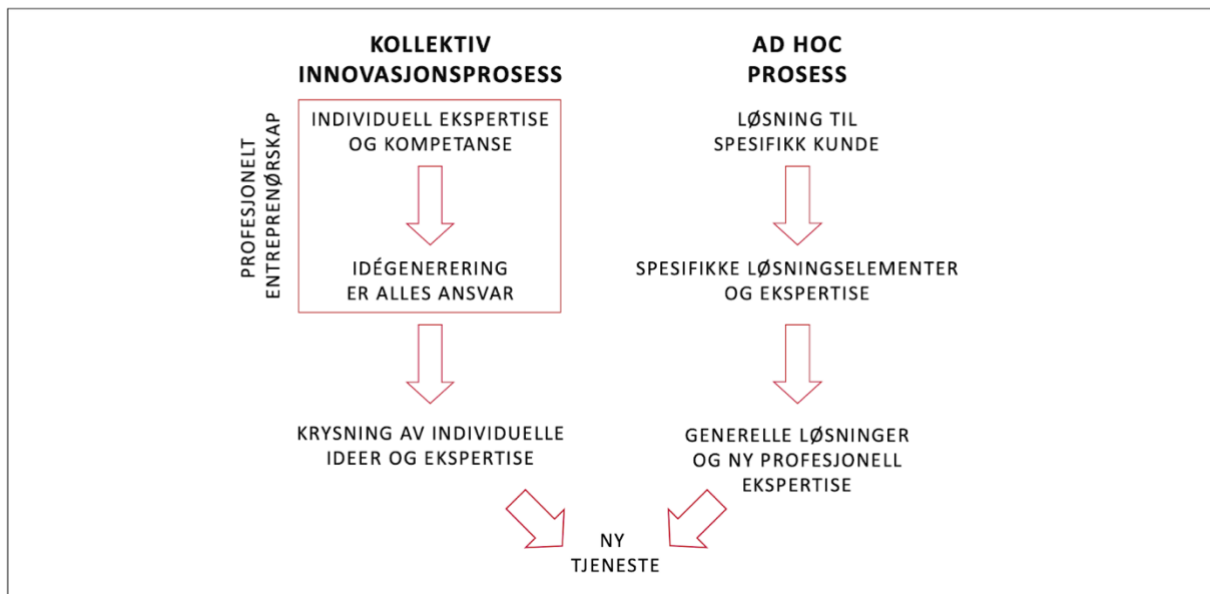 KOLLEKTIV
INNOVASJONSPROSESS
PROFESJONELT
ENTREPRENØRSKAP
INDIVIDUELL EKSPERTISE
OG KOMPETANSE
IDÉGENERERING
ER ALLES ANSVAR
KRYSNING AV INDIVIDUELLE
IDEER OG EKSPERTISE
AD HOC
PROSESS
LØSNING TIL
SPESIFIKK KUNDE
SPESIFIKKE LØSNINGSELEMENTER
OG EKSPERTISE
GENERELLE LØSNINGER
OG NY PROFESJONELL
EKSPERTISE
NY
TJENESTE